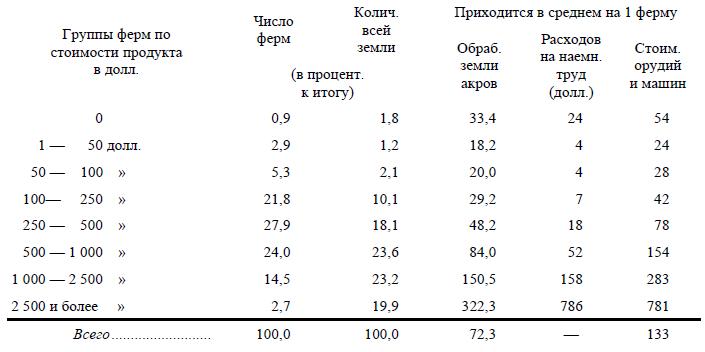 Группы ферм по стоимости продукта в долл. | Число ферм | Колич. всей земли | Приходится в среднем на 1 ферму
(в процент. к итогу) | Обраб. земли акров | Расходов на наемн. труд (долл.) | Стоим. орудий и машин
0 | 0,9 | 1,8 | 33,4 | 24 | 54
1 — 50 долл. | 2,9 | 1,2 | 18,2 | 4 | 24
50 — 100 » | 5,3 | 2,1 | 20,0 | 4 | 28
100— 250 » | 21,8 | 10,1 | 29,2 | 7 | 42
250 — 500 » | 27,9 | 18,1 | 48,2 | 18 | 78
500 — 1 000 » | 24,0 | 23,6 | 84,0 | 52 | 154
1 000 — 2 500 » | 14,5 | 23,2 | 150,5 | 158 | 283
2 500 и более » | 2,7 | 19,9 | 322,3 | 786 | 781
Всего.......................... | 100,0 | 100,0 | 72,3 | — | 133